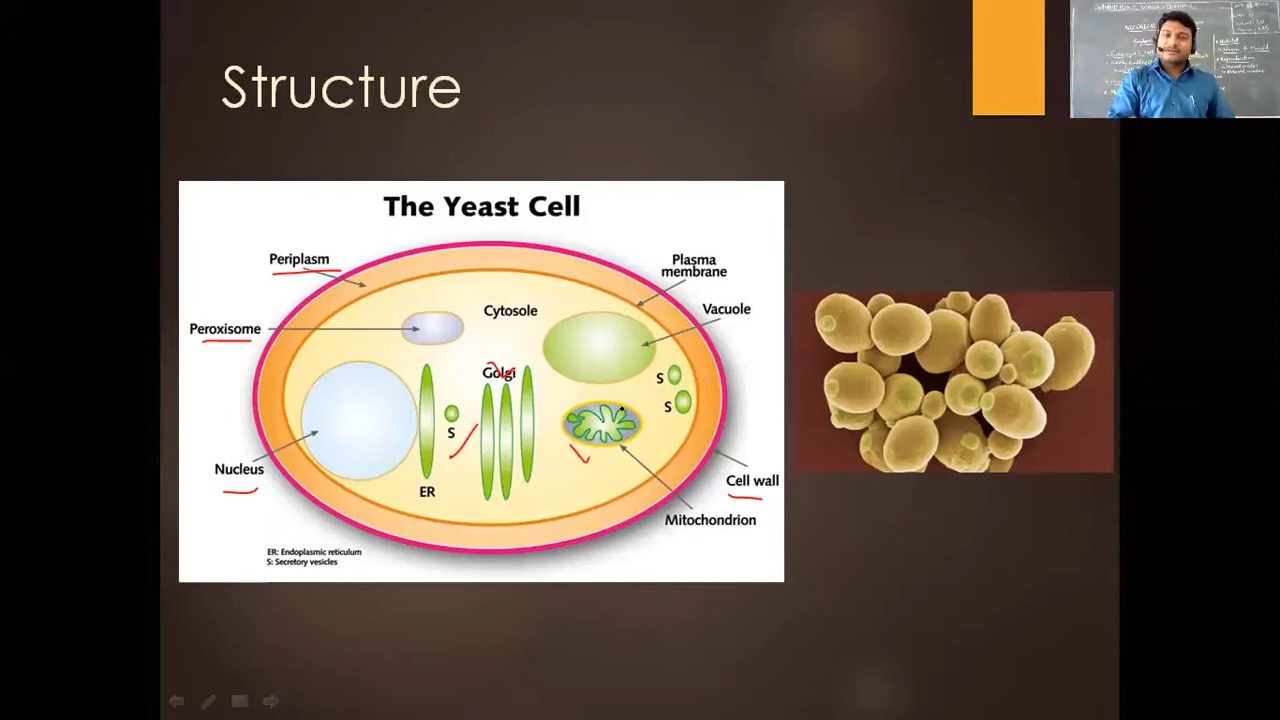 Structure
The Yeast Cell
Periplasm
Plasma
membrane
Peroxisome
Cytosole
Vacuole
Golgi
S
S
S
Nucleus
ER
Cell wall
Mitochondrion
ER: Endoplasmic reticulum
S: Secretory vesicles